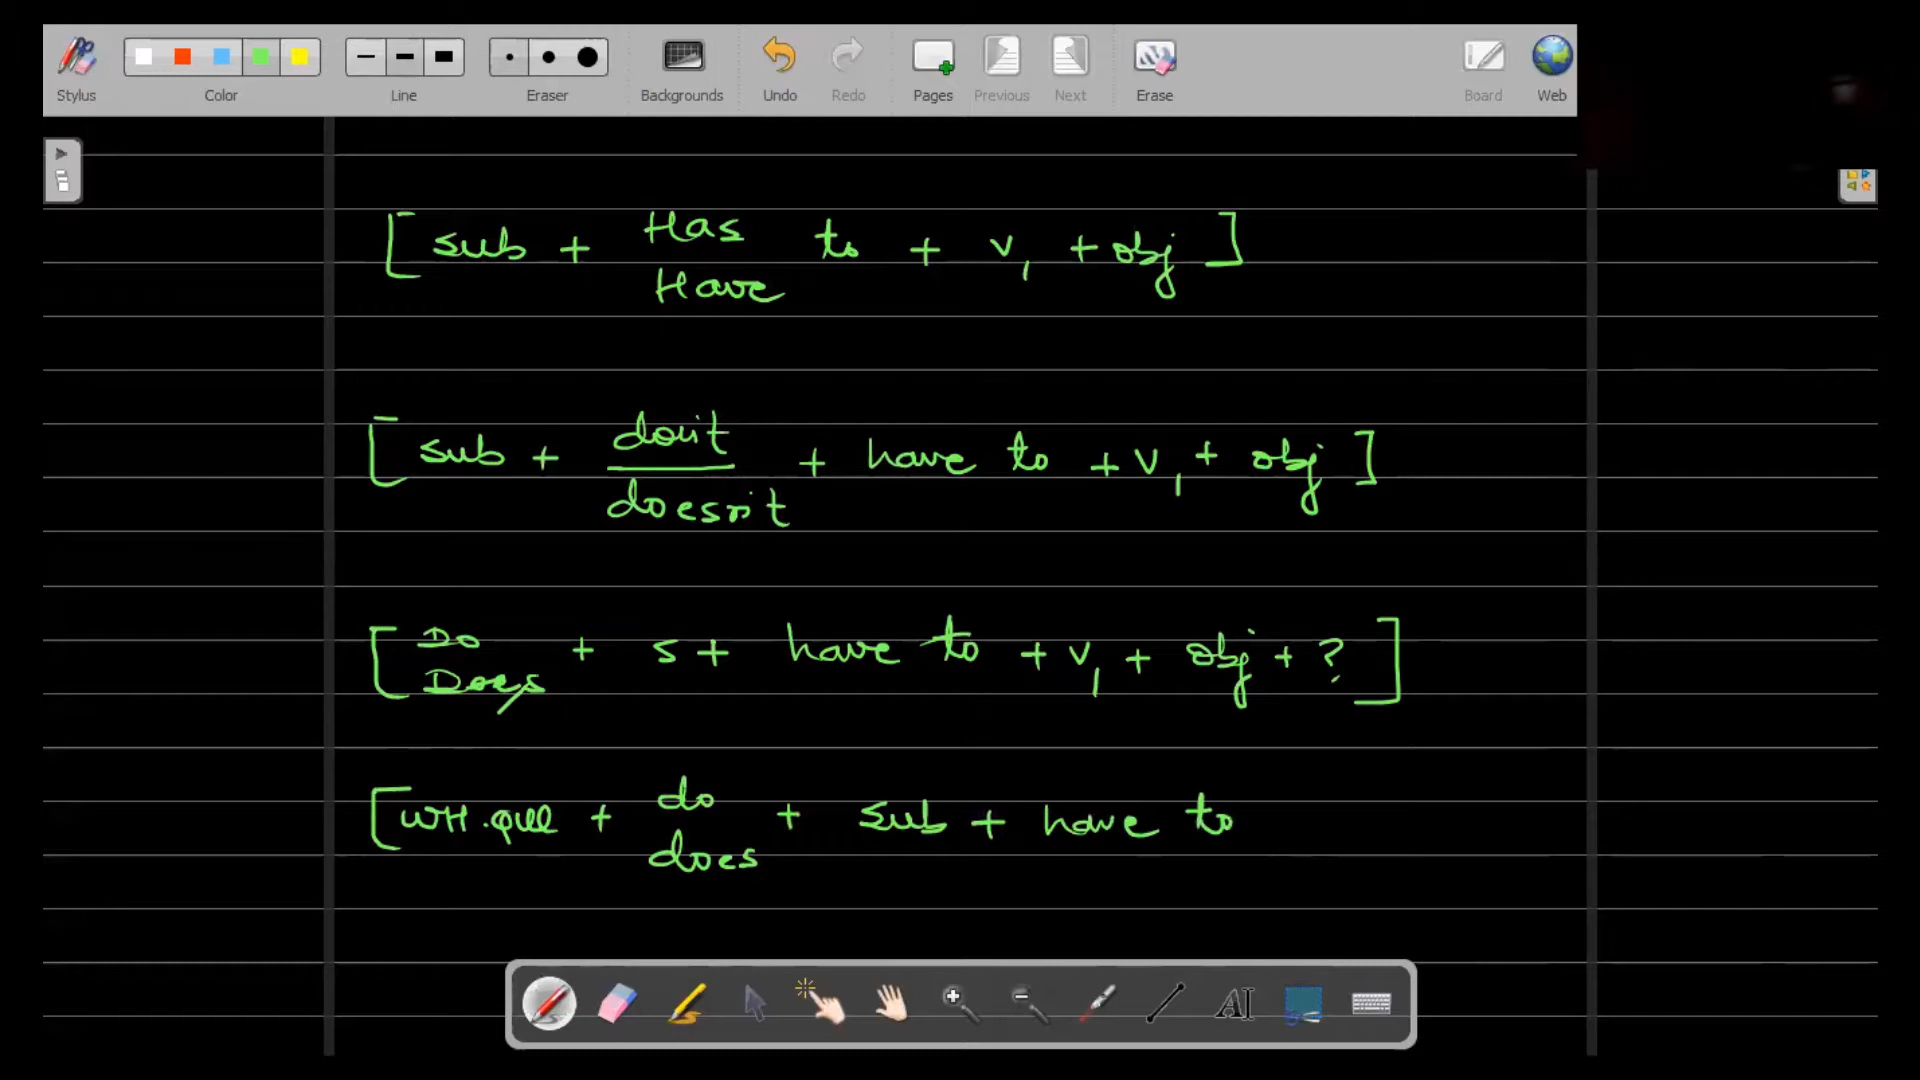 Stylus Color Line Eraser Backgrounds Undo Redo Pages Previous Next Erase Board Web
[sub + Has to + V1 + obj]
Have
[sub + don't + have to + V1 + obj]
doesn't
[Do + S + have to + V1 + obj + ?]
Does
[WH.que + do + sub + have to
does
AI